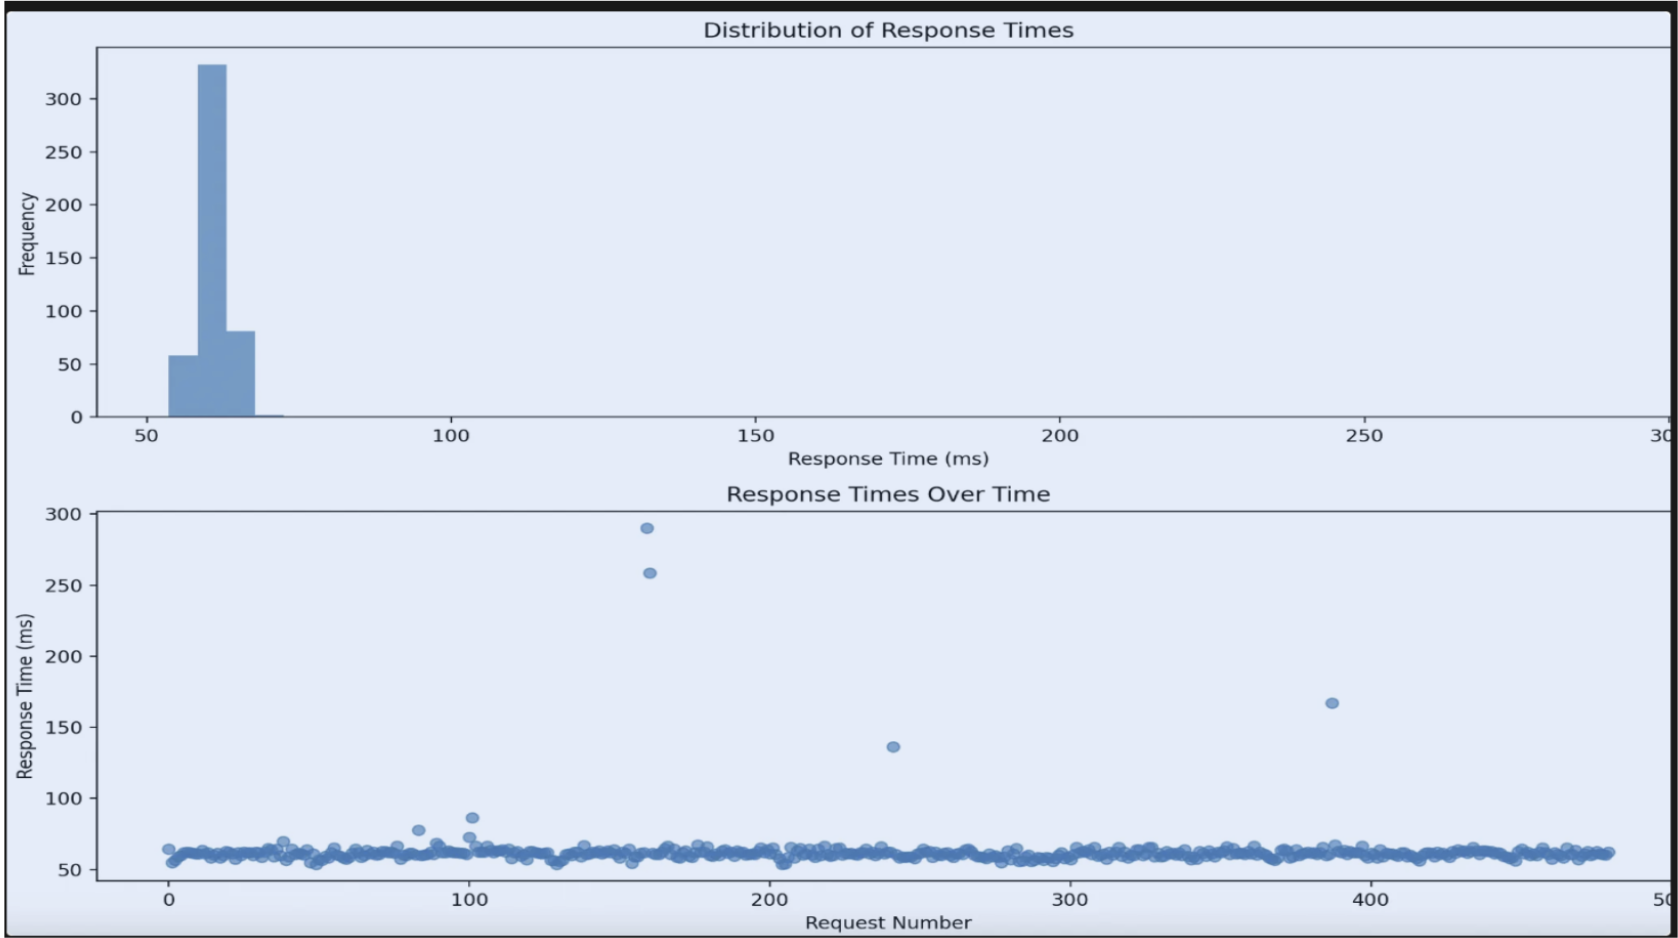 Distribution of Response Times
300
250
200
150
100
50
0
Frequency
50 100 150 200 250 30
Response Time (ms)
Response Times Over Time
300
250
200
150
100
50
Response Time (ms)
0 100 200 300 400 50
Request Number